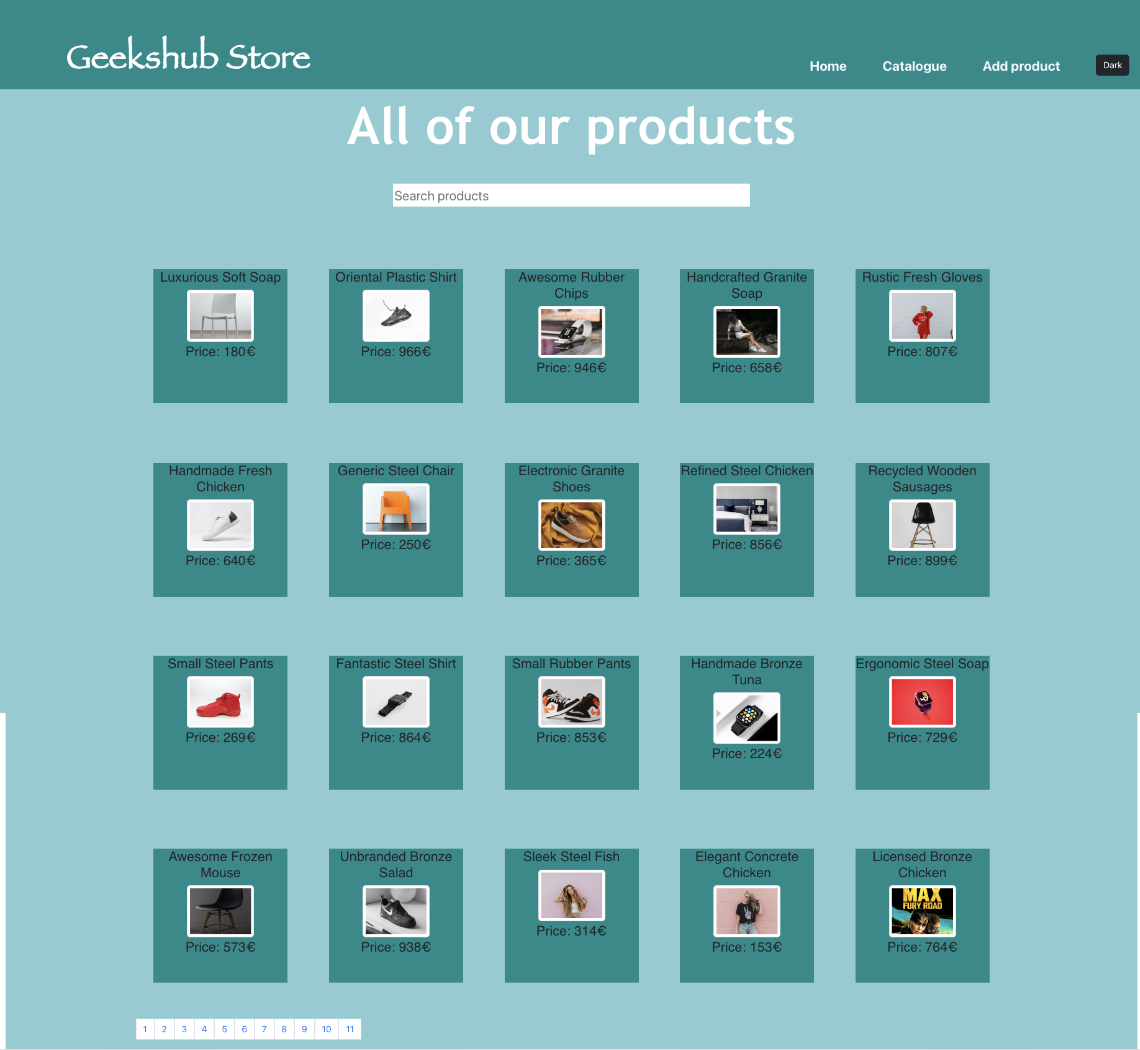 Geekshub Store
Home Catalogue Add product Dark
All of our products
Search products
Luxurious Soft Soap
Price: 180€
Oriental Plastic Shirt
Price: 966€
Awesome Rubber
Chips
Price: 946€
Handcrafted Granite
Soap
Price: 658€
Rustic Fresh Gloves
Price: 807€
Handmade Fresh
Chicken
Price: 640€
Generic Steel Chair
Price: 250€
Electronic Granite
Shoes
Price: 365€
Refined Steel Chicken
Price: 856€
Recycled Wooden
Sausages
Price: 899€
Small Steel Pants
Price: 269€
Fantastic Steel Shirt
Price: 864€
Small Rubber Pants
Price: 853€
Handmade Bronze
Tuna
Price: 224€
Ergonomic Steel Soap
Price: 729€
Awesome Frozen
Mouse
Price: 573€
Unbranded Bronze
Salad
Price: 938€
Sleek Steel Fish
Price: 314€
Elegant Concrete
Chicken
Price: 153€
Licensed Bronze
Chicken
MAX
FURY ROAD
Price: 764€
1 2 3 4 5 6 7 8 9 10 11